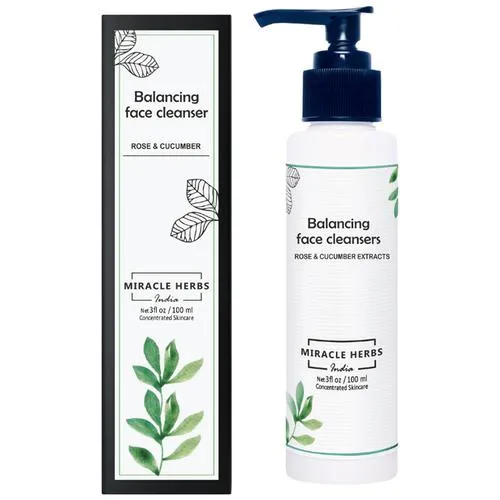 Balancing
face cleanser
ROSE & CUCUMBER
MIRACLE HERBS
India
Net 3fl oz / 100 ml
Concentrated Skincare
Balancing
face cleansers
ROSE & CUCUMBER EXTRACTS
MIRACLE HERBS
India
Net 3fl oz / 100 ml
Concentrated Skincare